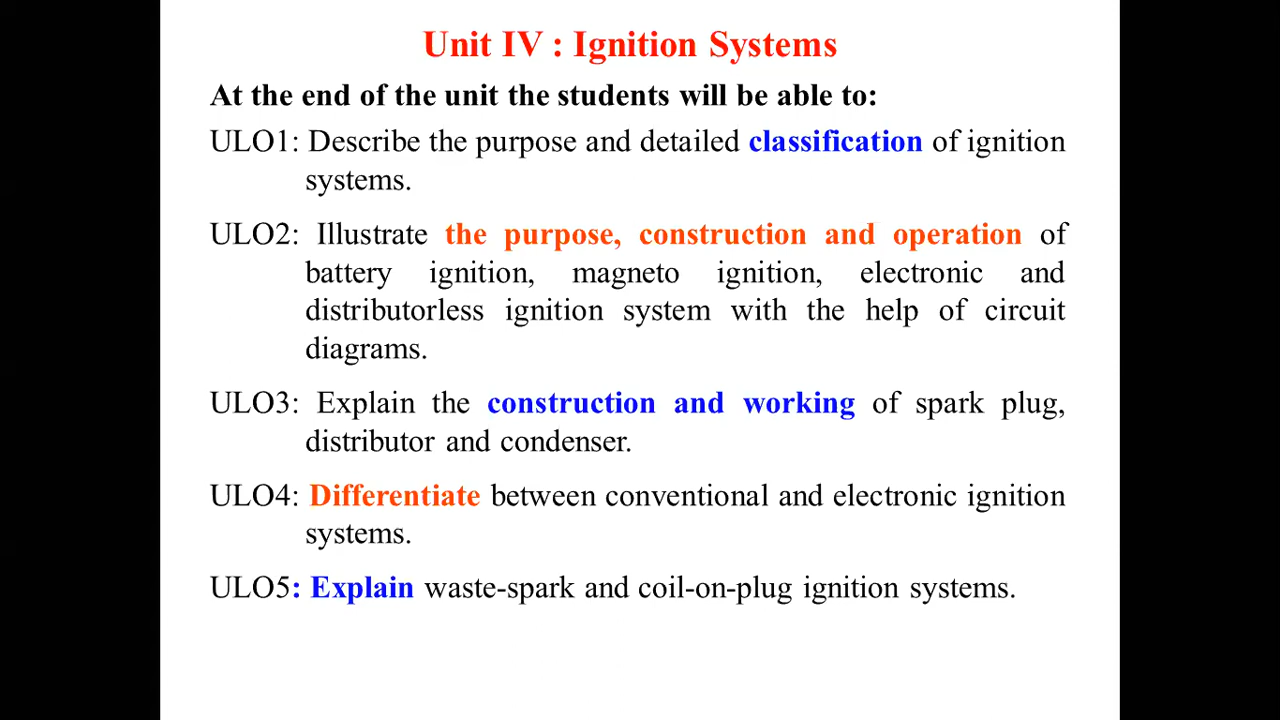 Unit IV : Ignition Systems
At the end of the unit the students will be able to:
ULO1: Describe the purpose and detailed classification of ignition
systems.
ULO2: Illustrate the purpose, construction and operation of
battery ignition, magneto ignition, electronic and
distributorless ignition system with the help of circuit
diagrams.
ULO3: Explain the construction and working of spark plug,
distributor and condenser.
ULO4: Differentiate between conventional and electronic ignition
systems.
ULO5: Explain waste-spark and coil-on-plug ignition systems.